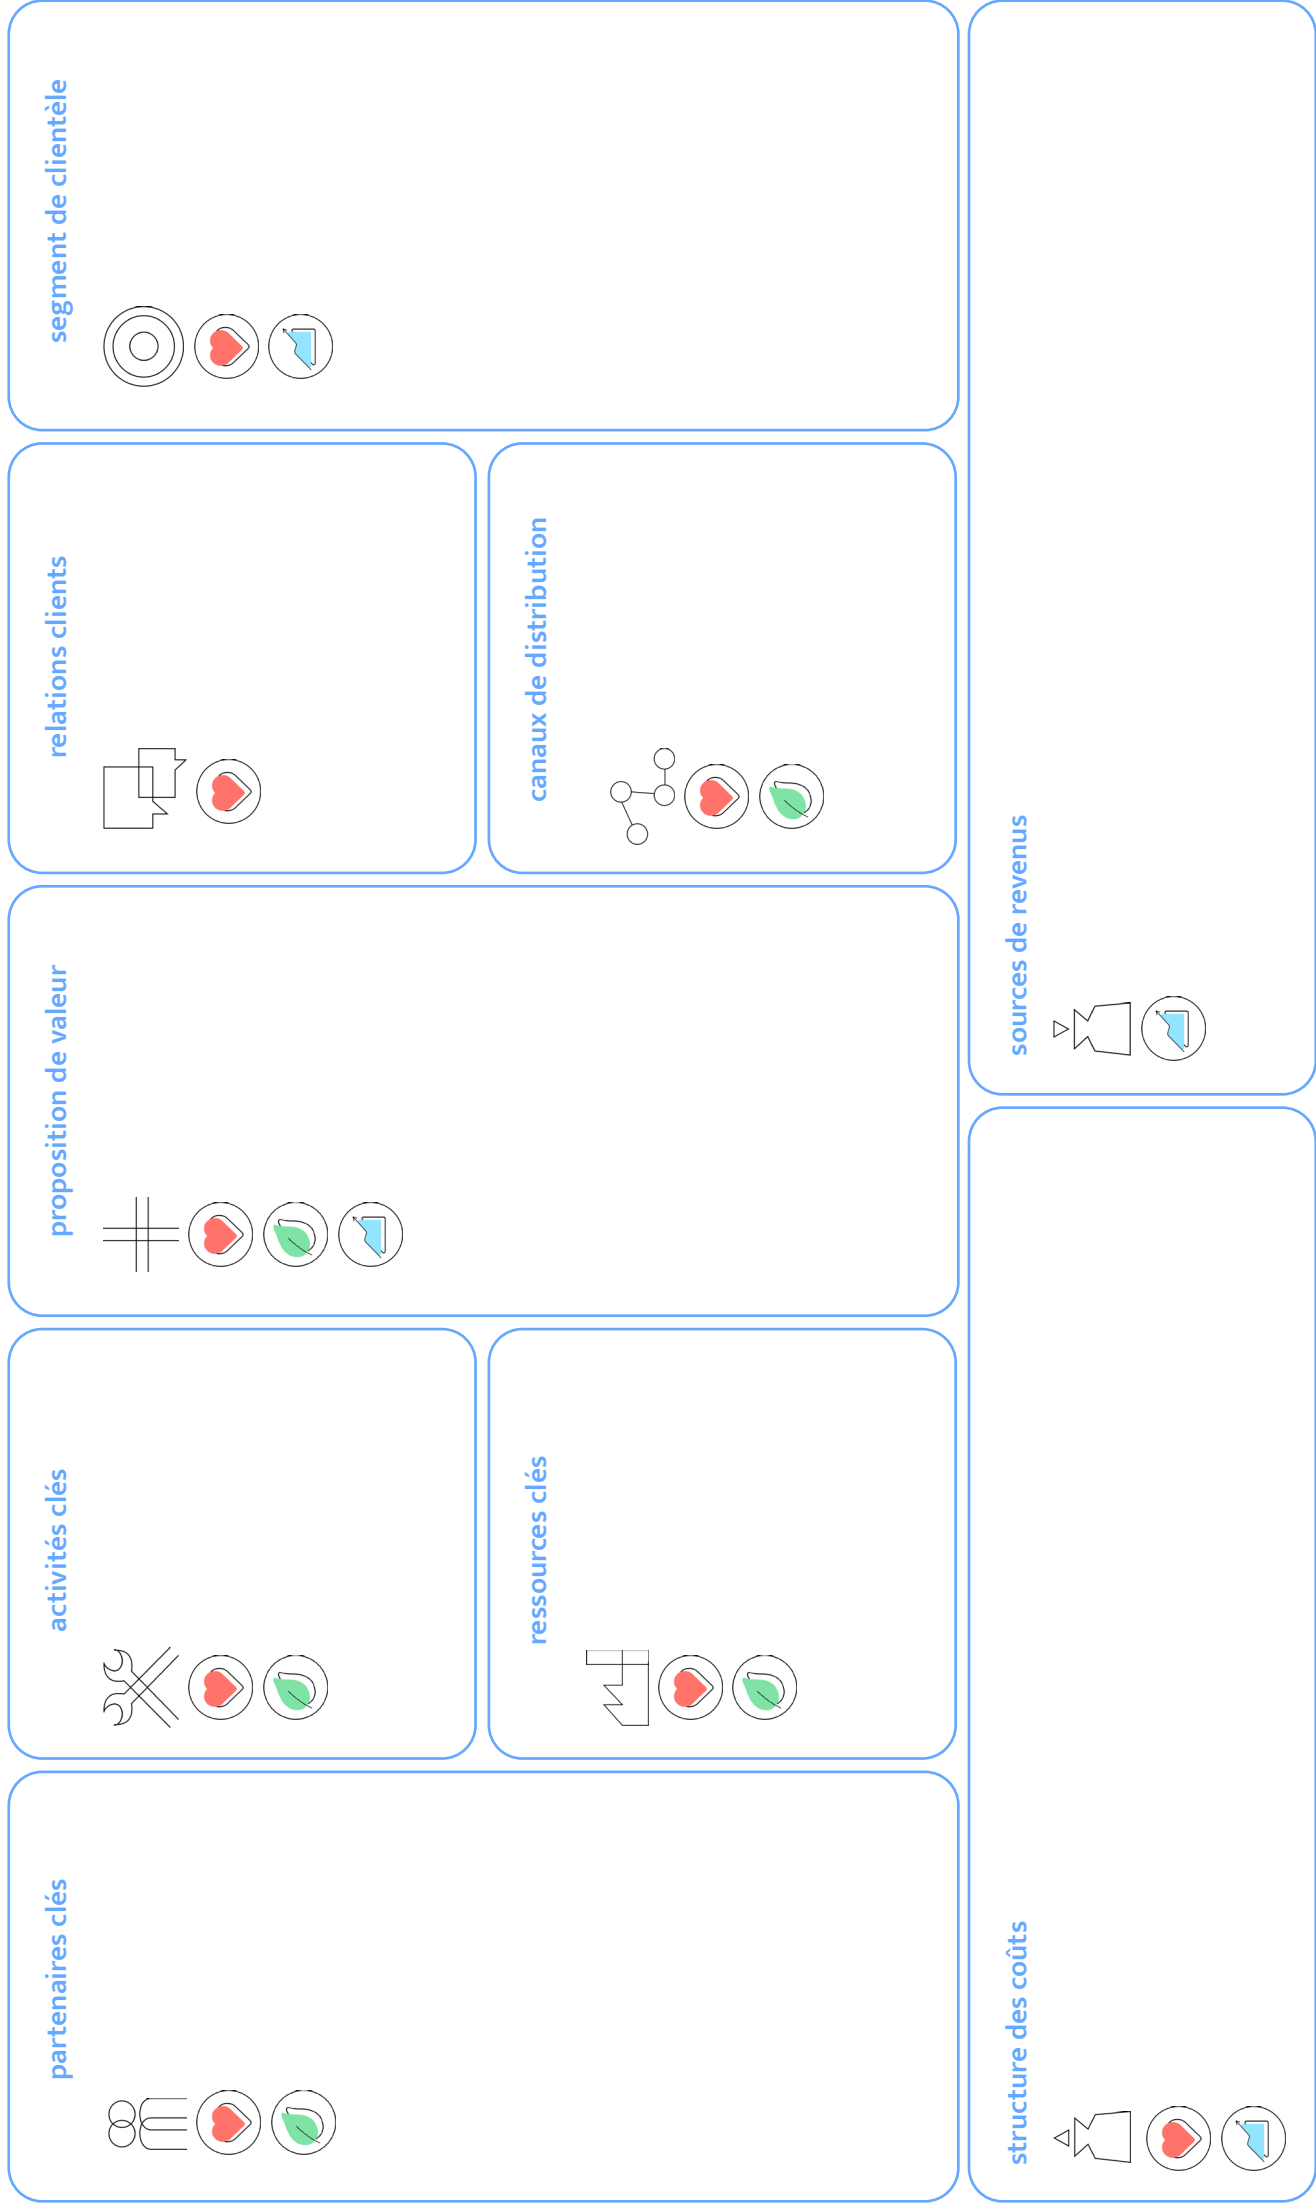 partenaires clés
activités clés
ressources clés
proposition de valeur
relations clients
canaux de distribution
segment de clientèle
structure des coûts
sources de revenus